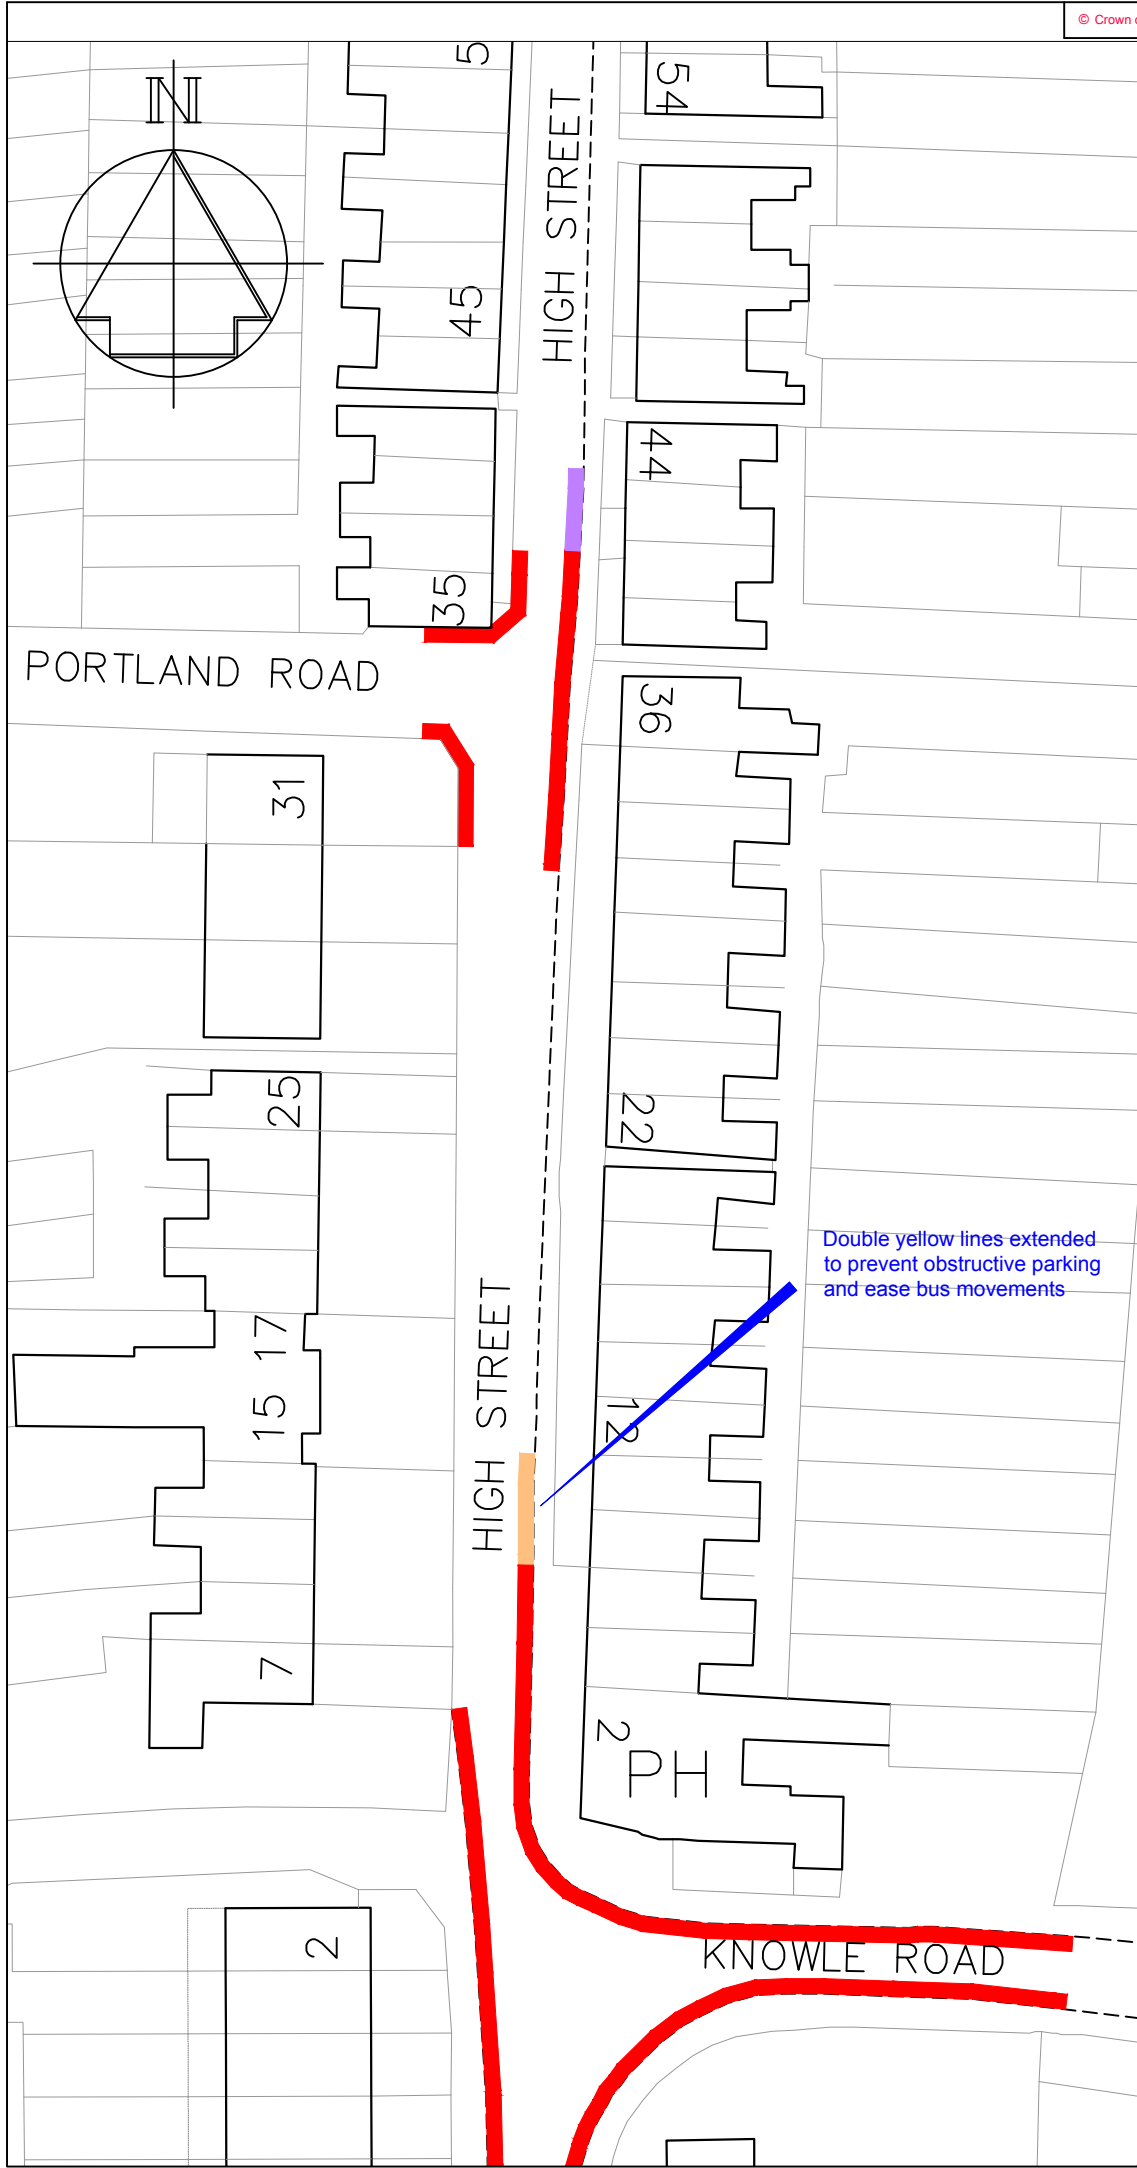 © Crown
N
5
54
HIGH STREET
45
44
35
PORTLAND ROAD
36
31
25
22
Double yellow lines extended
to prevent obstructive parking
and ease bus movements
17
HIGH STREET
15
12
7
2
PH
2
KNOWLE ROAD